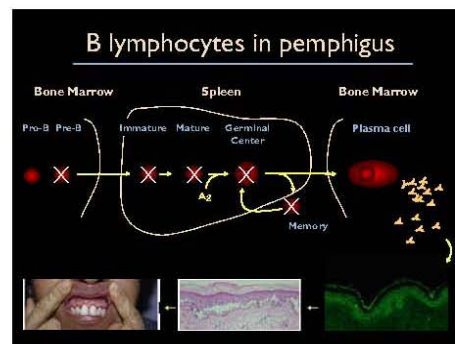 B lymphocytes in pemphigus
Bone Marrow Spleen Bone Marrow
Pro-B Pre-B Immature Mature Germinal Center Plasma cell
Ag
Memory